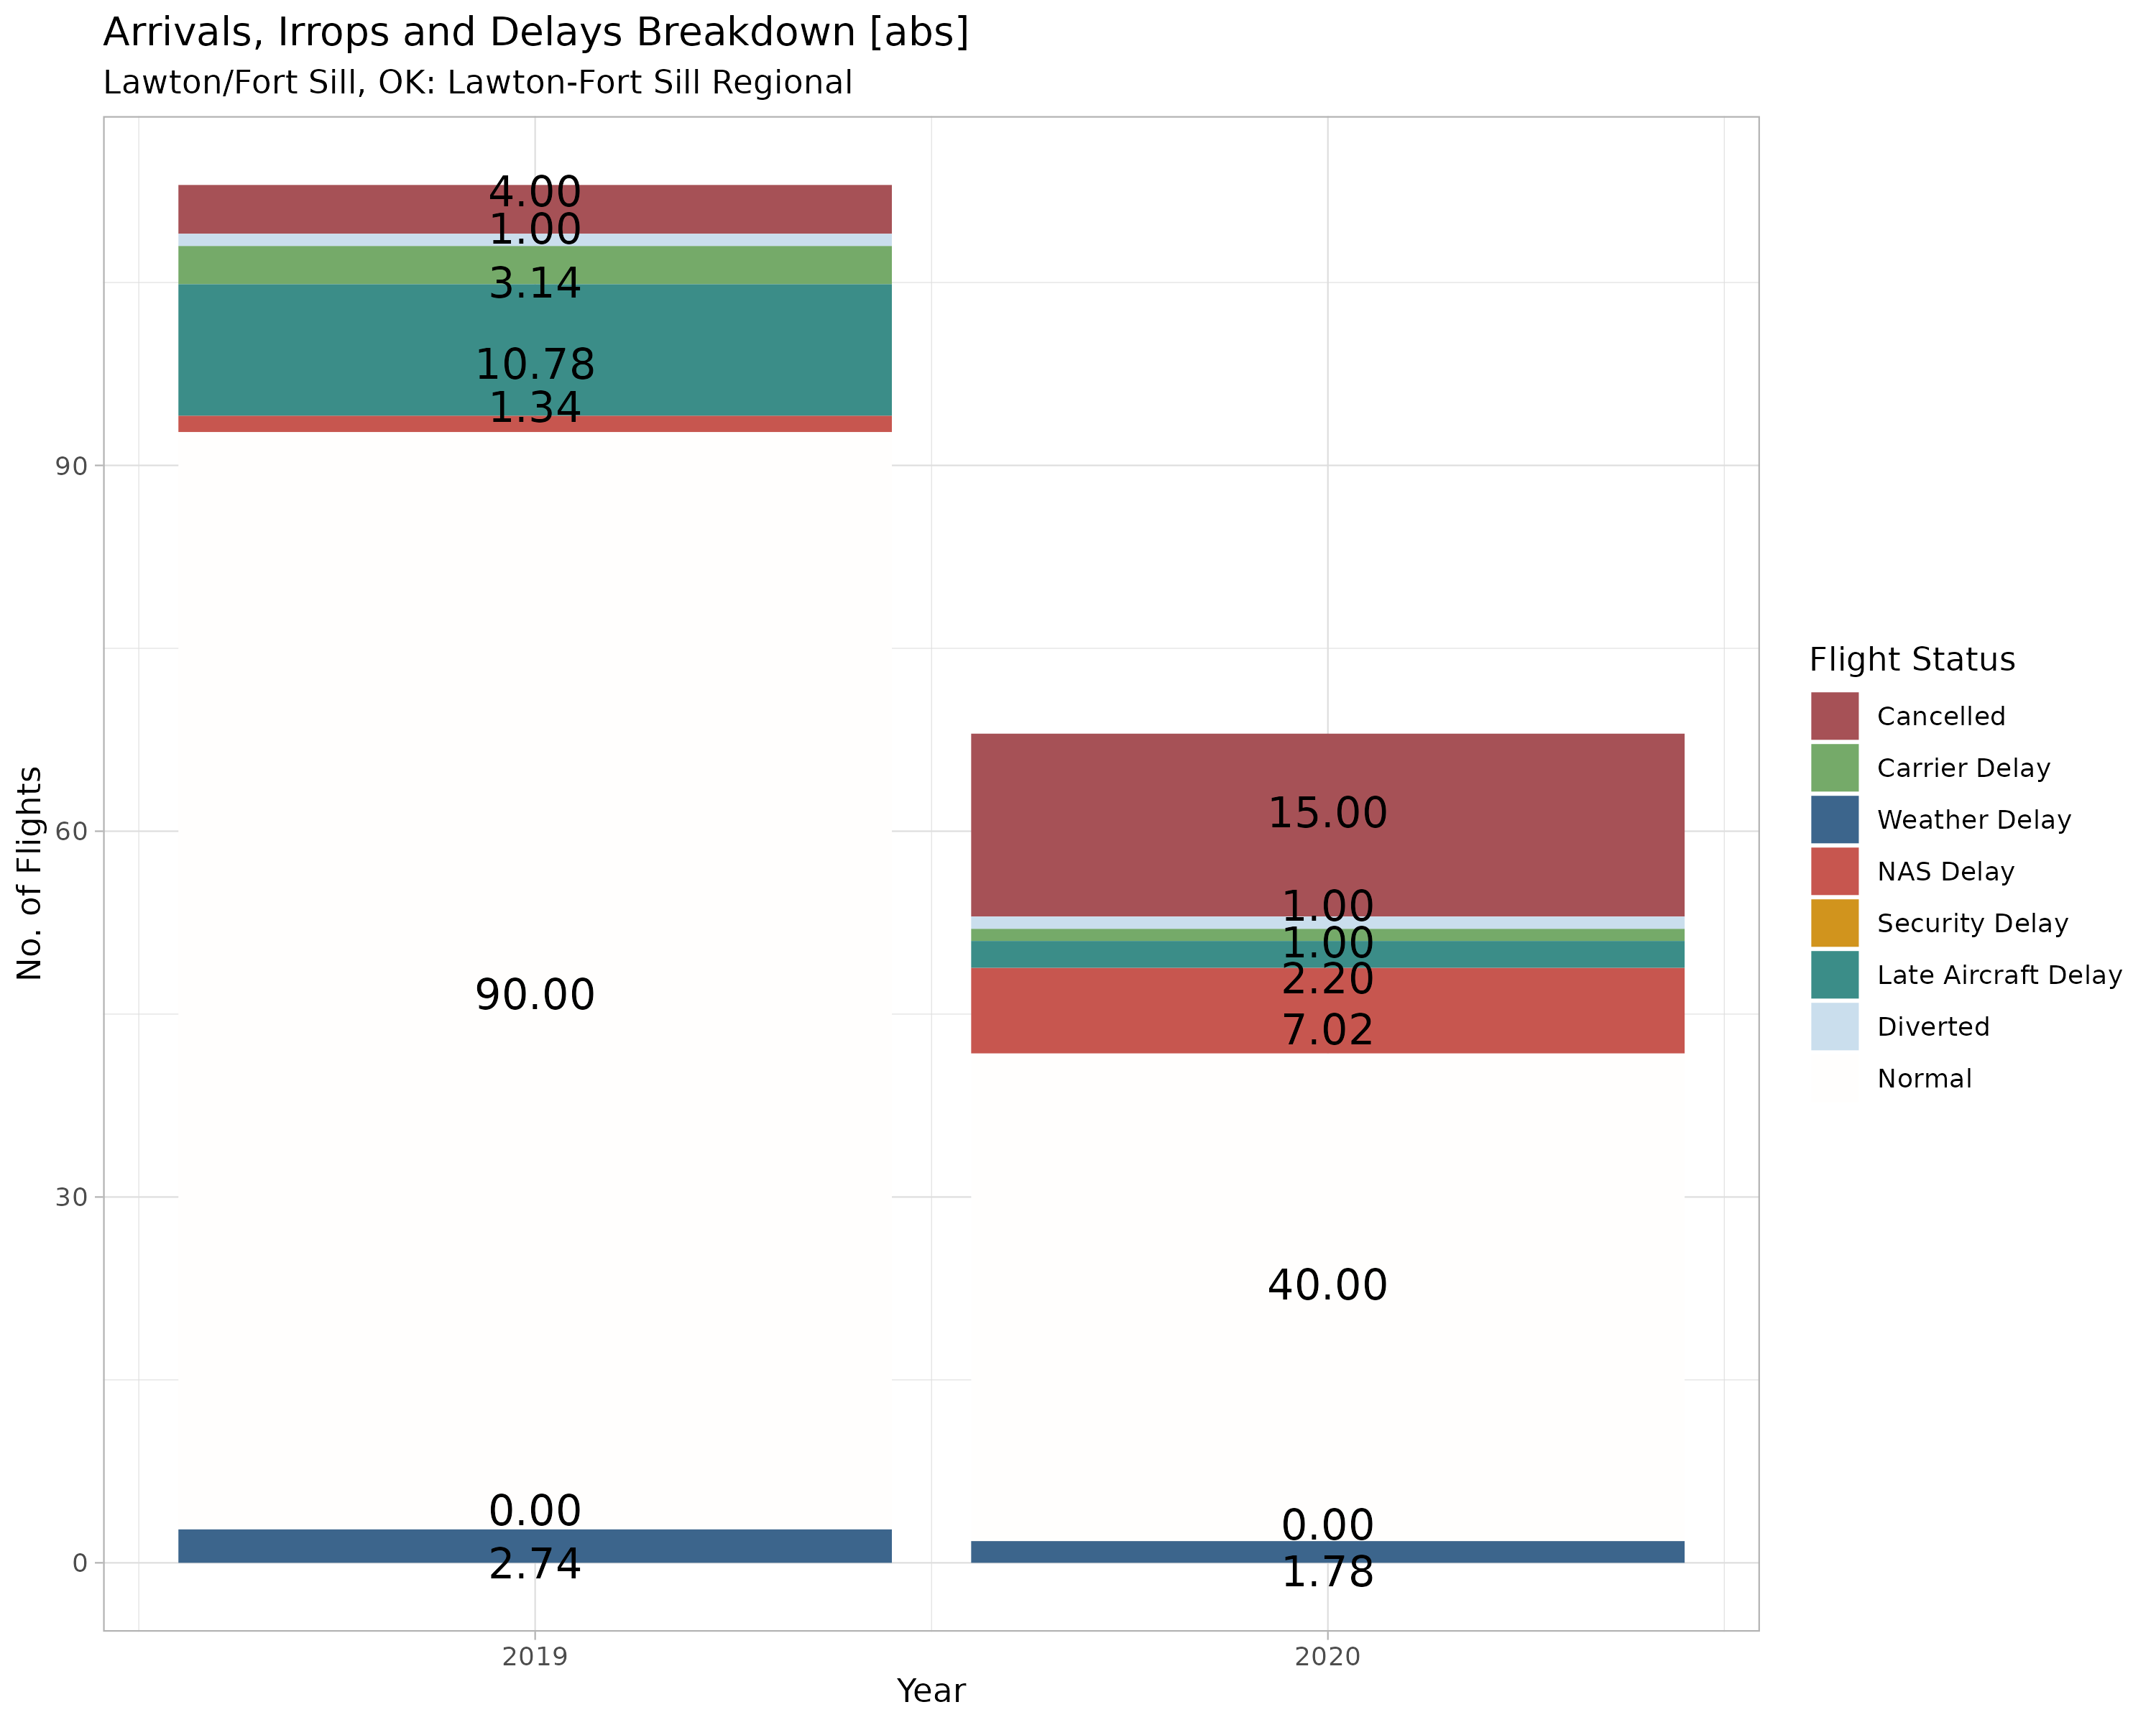 Arrivals, Irrops and Delays Breakdown [abs]
Lawton/Fort Sill, OK: Lawton-Fort Sill Regional
No. of Flights
90
60
30
0
4.00
1.00
3.14
10.78
1.34
90.00
0.00
2.74
15.00
1.00
1.00
2.20
7.02
40.00
0.00
1.78
2019
2020
Year
Flight Status
Cancelled
Carrier Delay
Weather Delay
NAS Delay
Security Delay
Late Aircraft Delay
Diverted
Normal